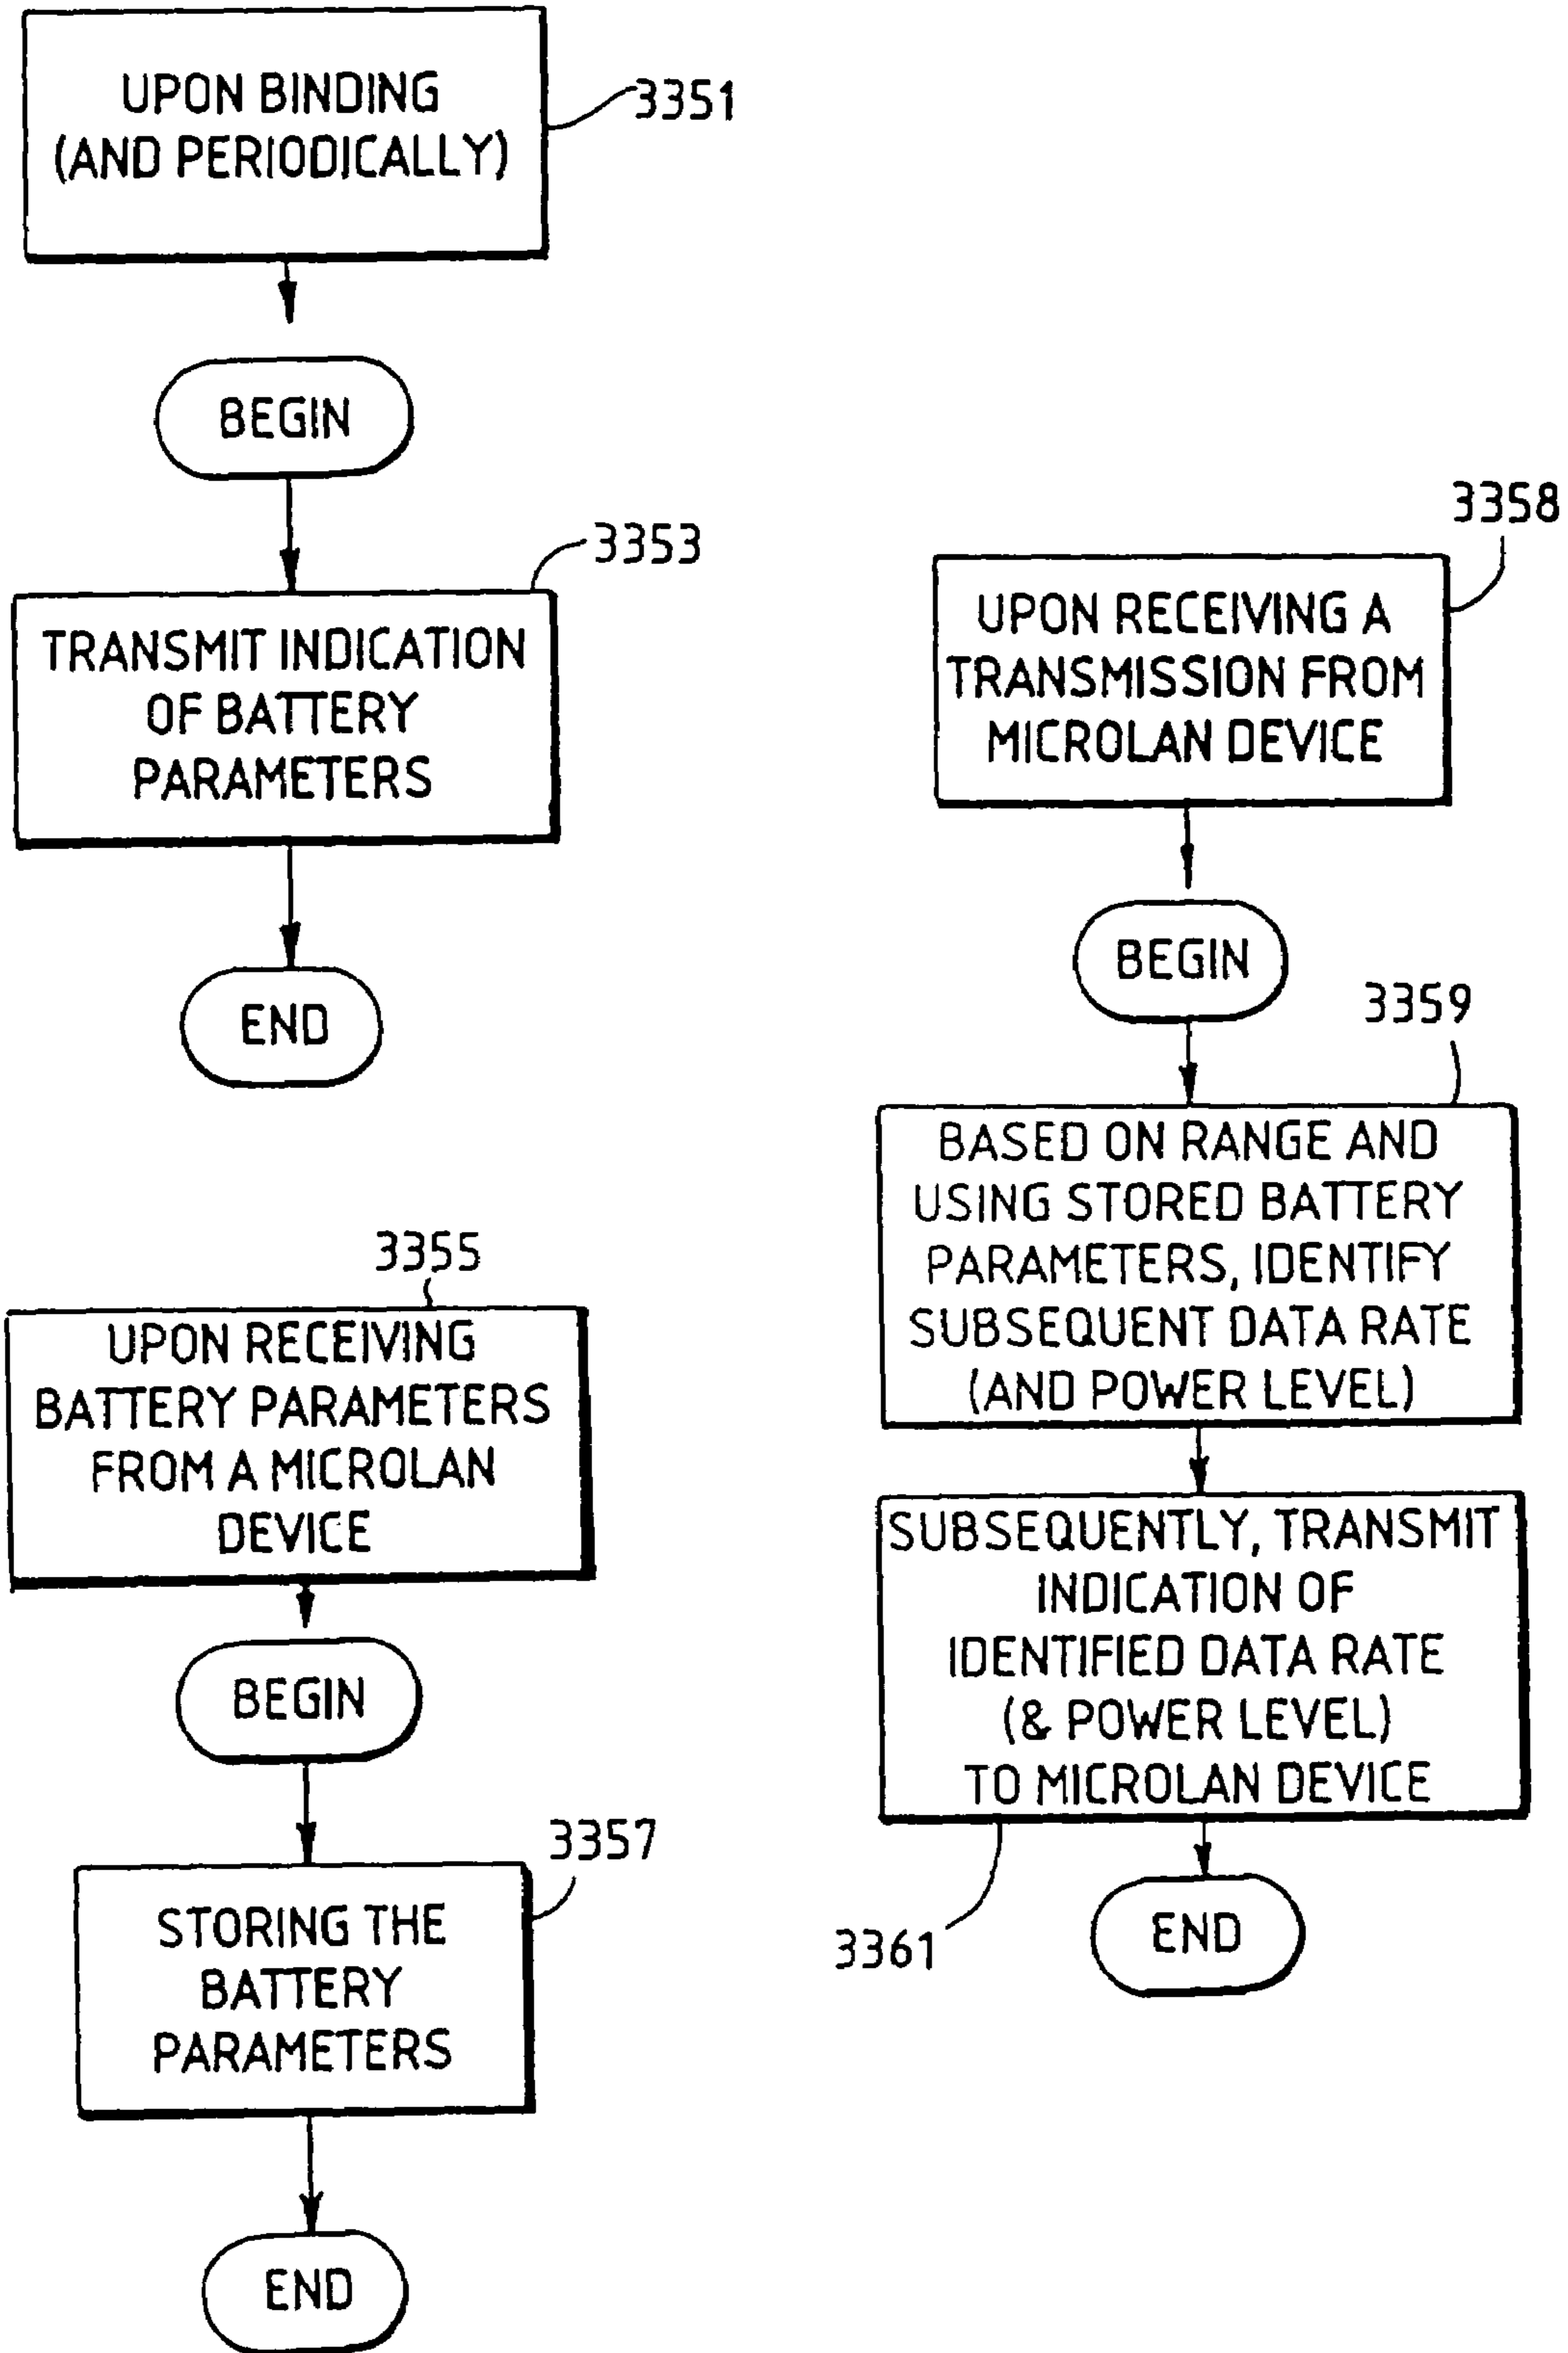 UPON BINDING
(AND PERIODICALLY)
3351
BEGIN
3353
TRANSMIT INDICATION
OF BATTERY
PARAMETERS
END
3355
UPON RECEIVING
BATTERY PARAMETERS
FROM A MICROLAN
DEVICE
BEGIN
3357
STORING THE
BATTERY
PARAMETERS
END
3358
UPON RECEIVING A
TRANSMISSION FROM
MICROLAN DEVICE
BEGIN
3359
BASED ON RANGE AND
USING STORED BATTERY
PARAMETERS, IDENTIFY
SUBSEQUENT DATA RATE
(AND POWER LEVEL)
SUBSEQUENTLY, TRANSMIT
INDICATION OF
IDENTIFIED DATA RATE
(& POWER LEVEL)
TO MICROLAN DEVICE
3361
END